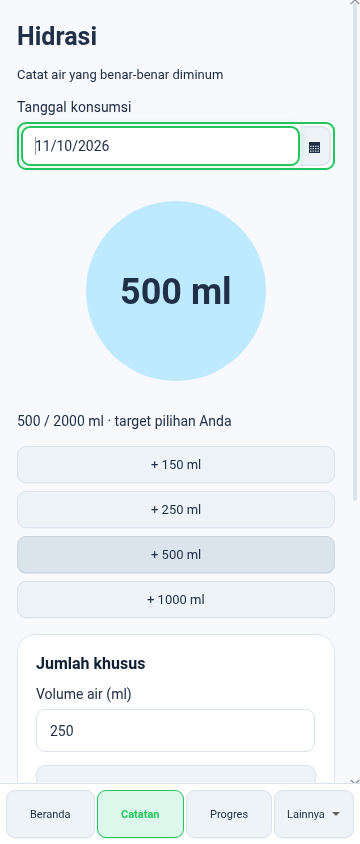 Hidrasi
Catat air yang benar-benar diminum
Tanggal konsumsi
11/10/2026
500 ml
500 / 2000 ml · target pilihan Anda
+ 150 ml
+ 250 ml
+ 500 ml
+ 1000 ml
Jumlah khusus
Volume air (ml)
250
Beranda
Catatan
Progres
Lainnya